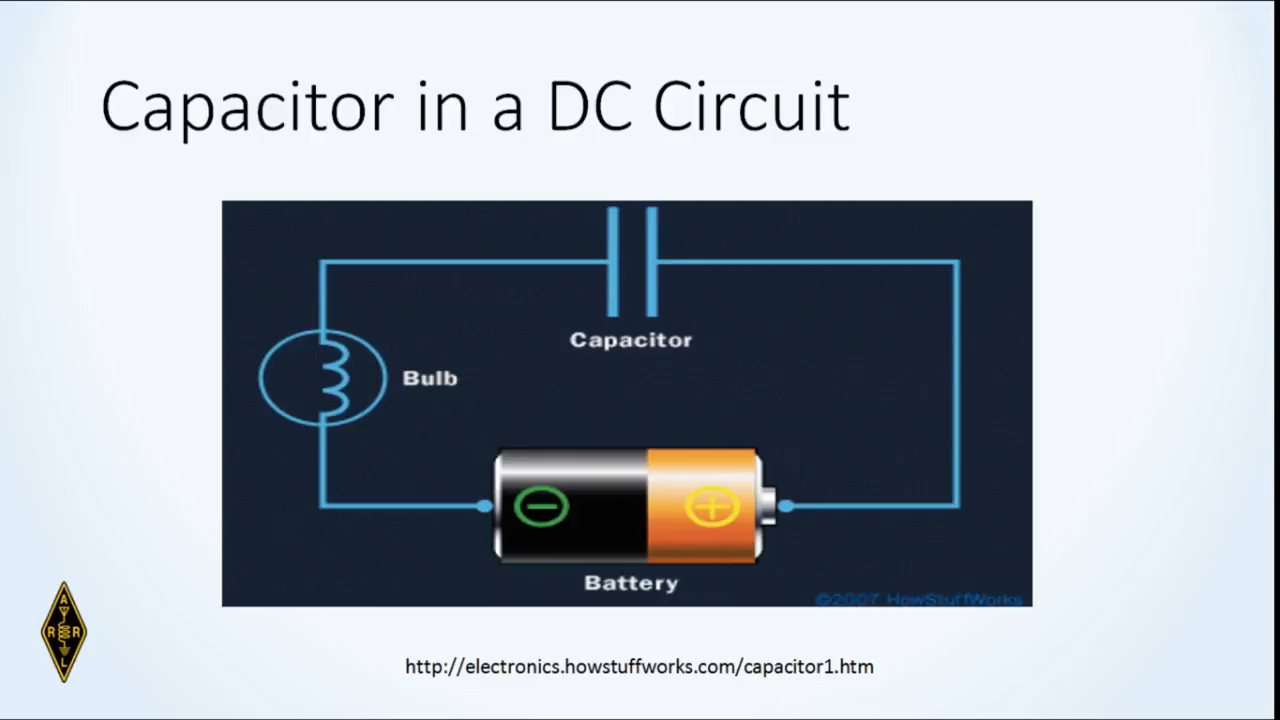 Capacitor in a DC Circuit
Capacitor
Bulb
Battery
©2007 HowStuffWorks
A
R R
L
http://electronics.howstuffworks.com/capacitor1.htm